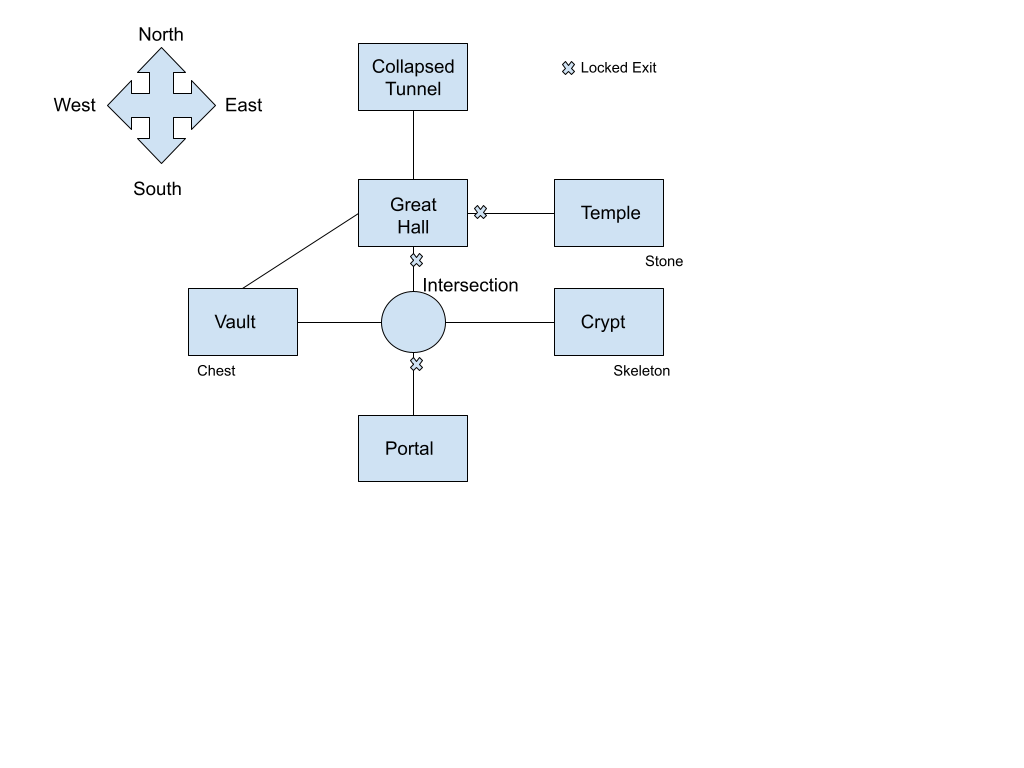 North
West
East
South
Collapsed
Tunnel
Locked Exit
Great
Hall
Temple
Stone
Intersection
Vault
Crypt
Chest
Skeleton
Portal